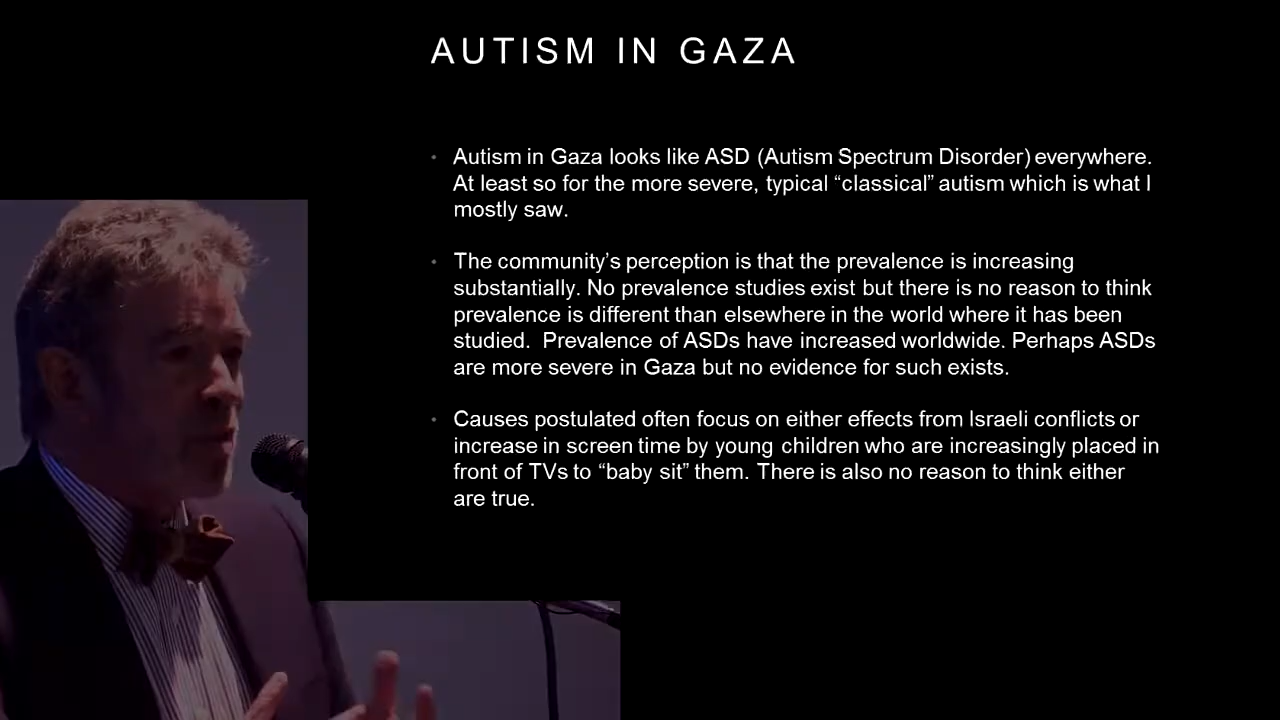 AUTISM IN GAZA
• Autism in Gaza looks like ASD (Autism Spectrum Disorder) everywhere.
At least so for the more severe, typical “classical” autism which is what I
mostly saw.
• The community’s perception is that the prevalence is increasing
substantially. No prevalence studies exist but there is no reason to think
prevalence is different than elsewhere in the world where it has been
studied. Prevalence of ASDs have increased worldwide. Perhaps ASDs
are more severe in Gaza but no evidence for such exists.
• Causes postulated often focus on either effects from Israeli conflicts or
increase in screen time by young children who are increasingly placed in
front of TVs to “baby sit” them. There is also no reason to think either
are true.